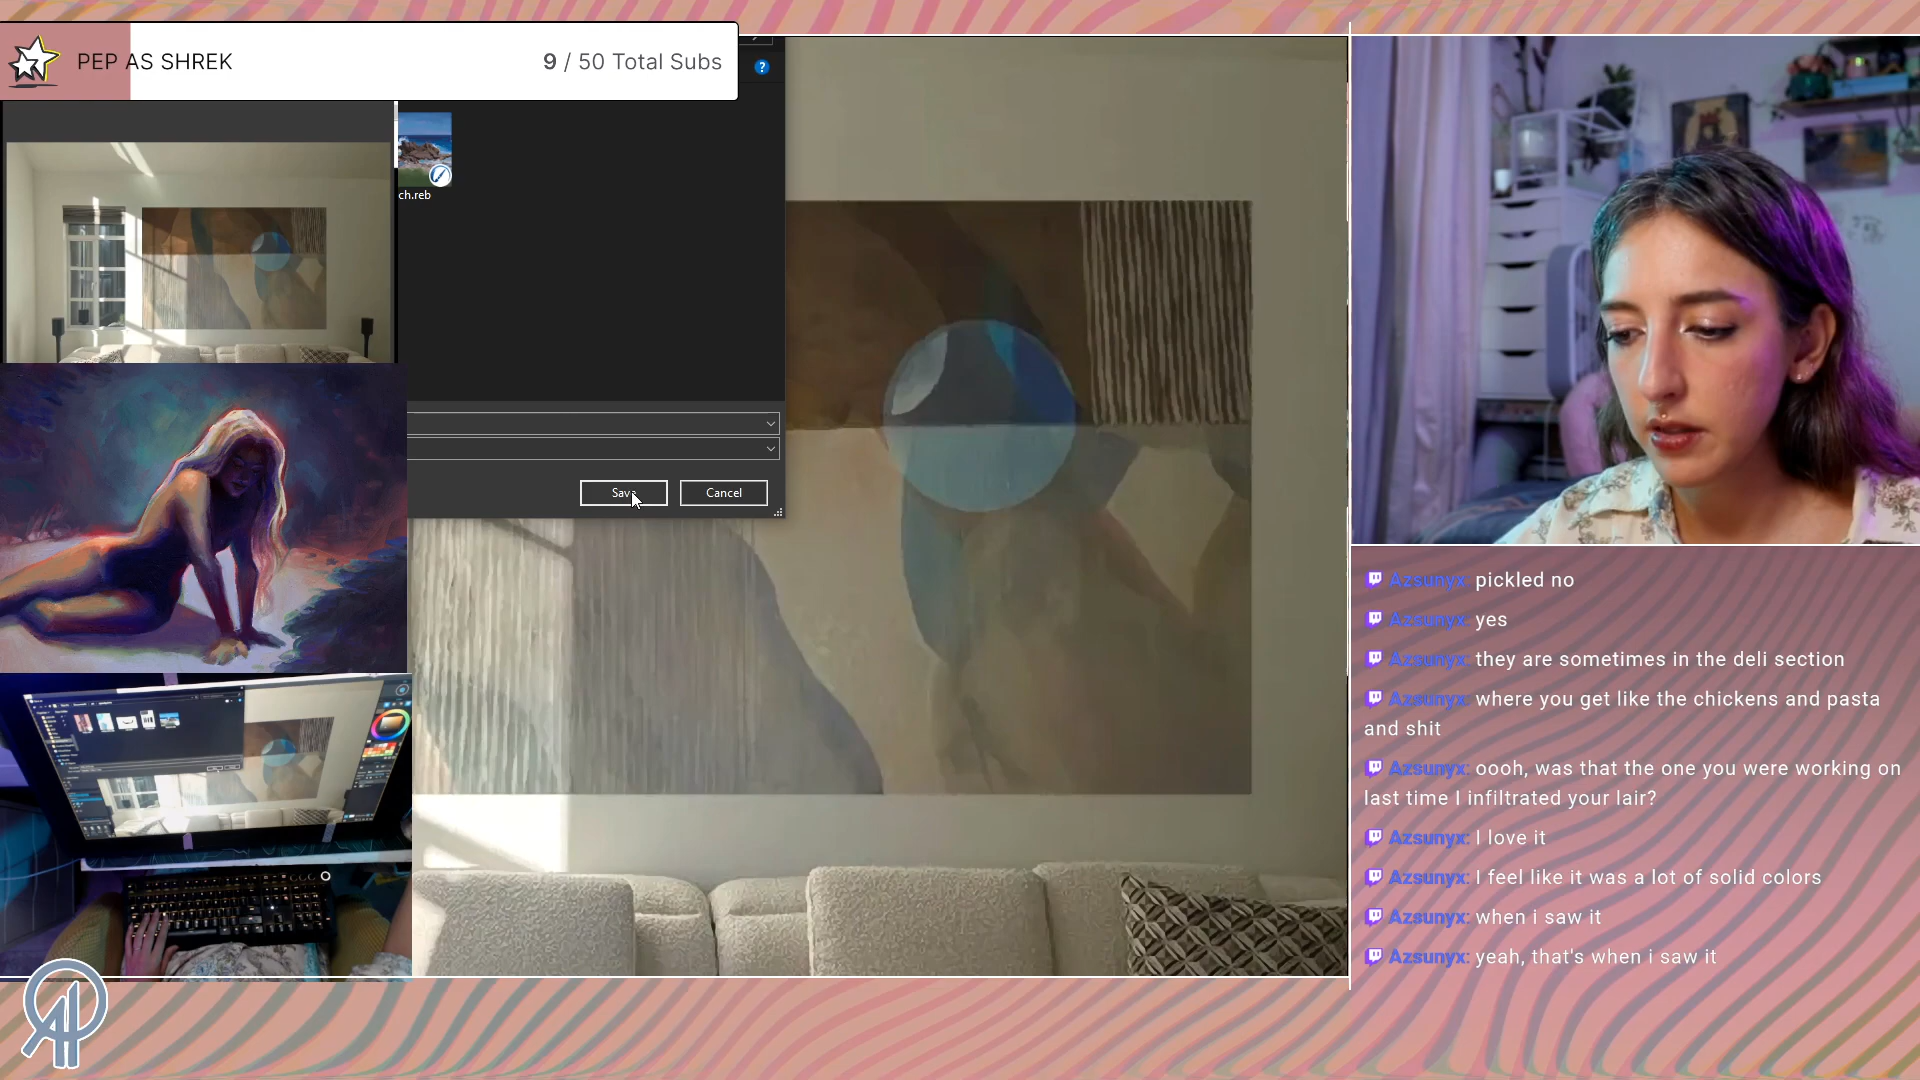 PEP AS SHREK
9 / 50 Total Subs
?
ch.reb
Save
Cancel
Azsunyx: pickled no
Azsunyx: yes
Azsunyx: they are sometimes in the deli section
Azsunyx: where you get like the chickens and pasta
and shit
Azsunyx: oooh, was that the one you were working on
last time I infiltrated your lair?
Azsunyx: I love it
Azsunyx: I feel like it was a lot of solid colors
Azsunyx: when i saw it
Azsunyx: yeah, that's when i saw it